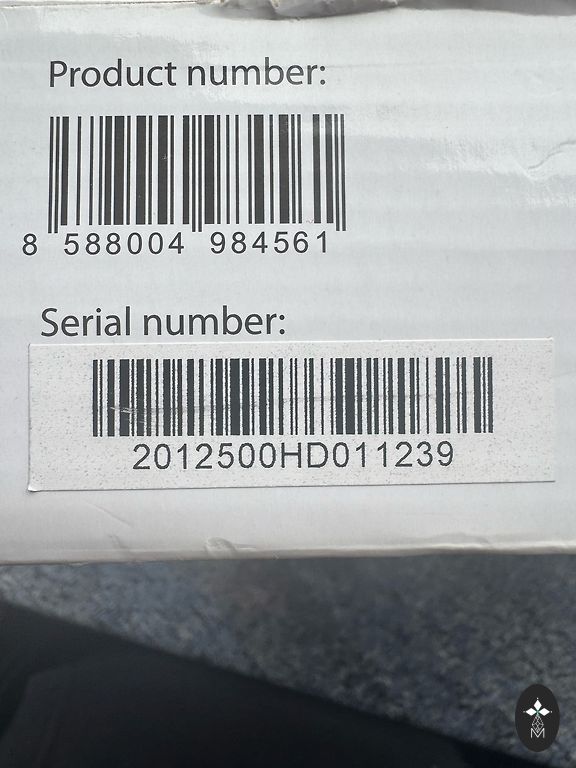 Product number:
8 588004 984561
Serial number:
2012500HD011239
M